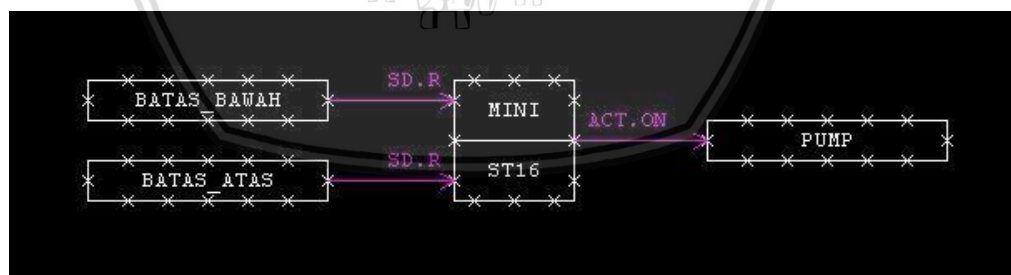 SD.R
BATAS_BAWAH
MINI
ACT.ON
PUMP
SD.R
BATAS_ATAS
ST16